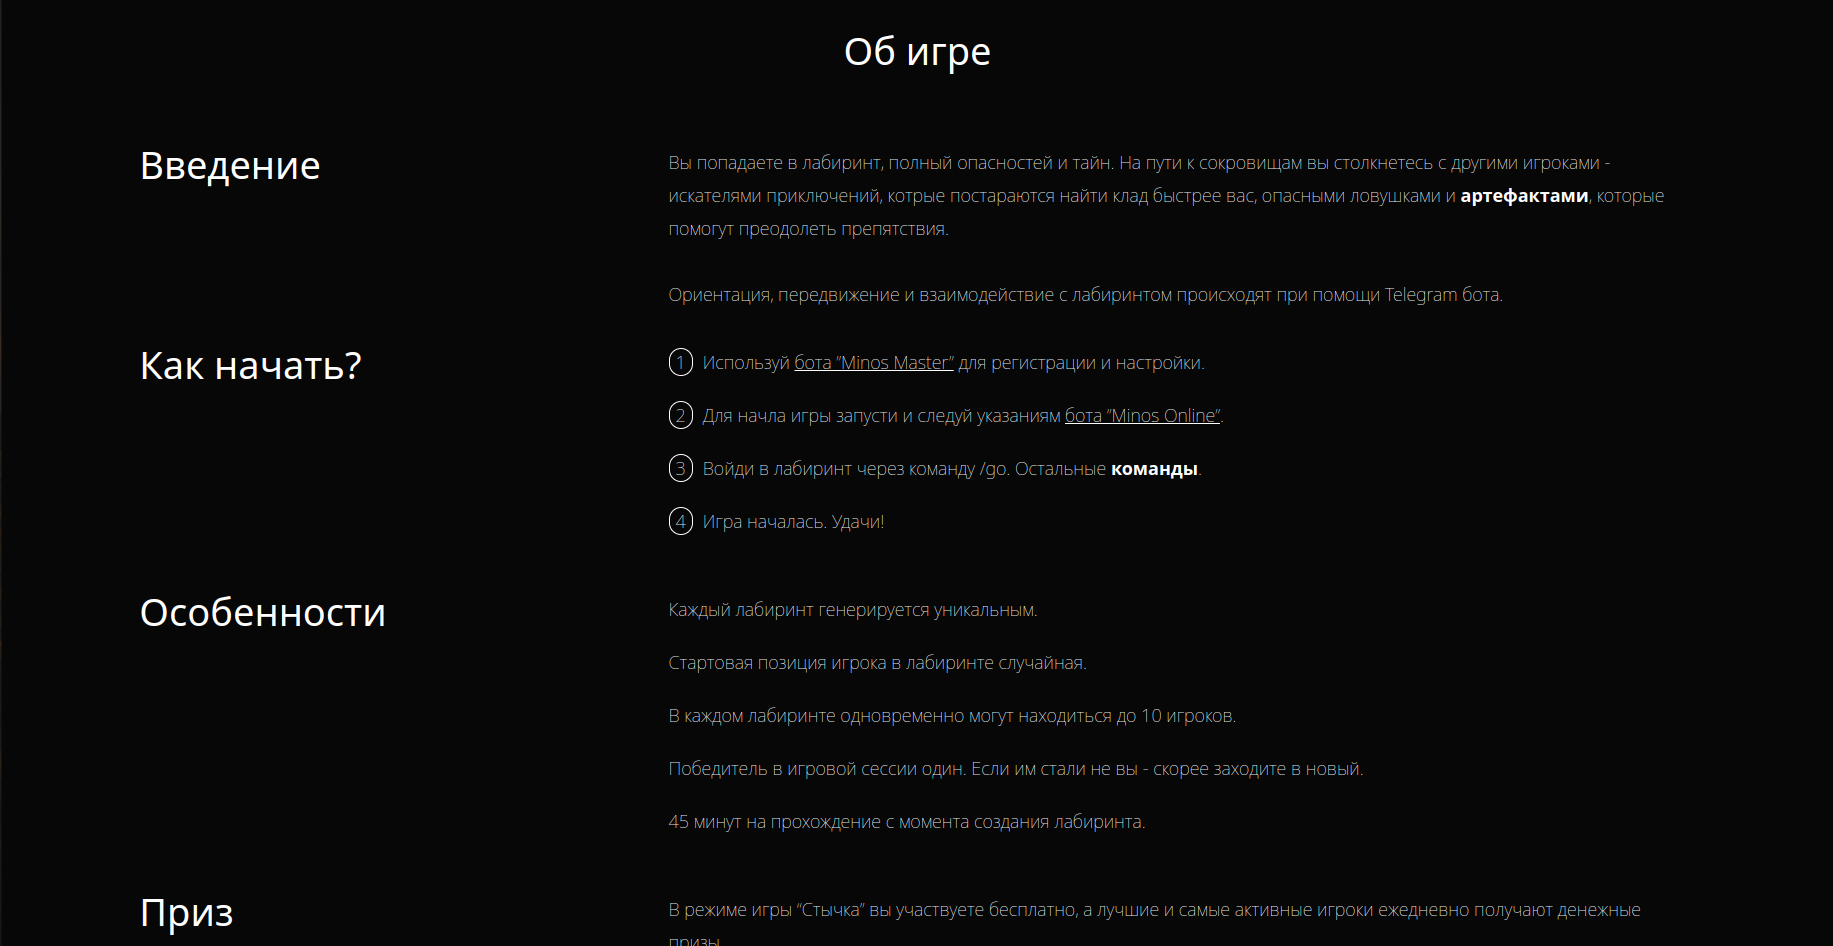 Об игре
Введение
Вы попадаете в лабиринт, полный опасностей и тайн. На пути к сокровищам вы столкнетесь с другими игроками -
искателями приключений, котрые постараются найти клад быстрее вас, опасными ловушками и артефактами, которые
помогут преодолеть препятствия.
Ориентация, передвижение и взаимодействие с лабиринтом происходят при помощи Telegram бота.
Как начать?
1 Используй бота "Minos Master" для регистрации и настройки.
2 Для начла игры запусти и следуй указаниям бота "Minos Online".
3 Войди в лабиринт через команду /go. Остальные команды.
4 Игра началась. Удачи!
Особенности
Каждый лабиринт генерируется уникальным.
Стартовая позиция игрока в лабиринте случайная.
В каждом лабиринте одновременно могут находиться до 10 игроков.
Победитель в игровой сессии один. Если им стали не вы - скорее заходите в новый.
45 минут на прохождение с момента создания лабиринта.
Приз
В режиме игры “Стычка” вы участвуете бесплатно, а лучшие и самые активные игроки ежедневно получают денежные
призы